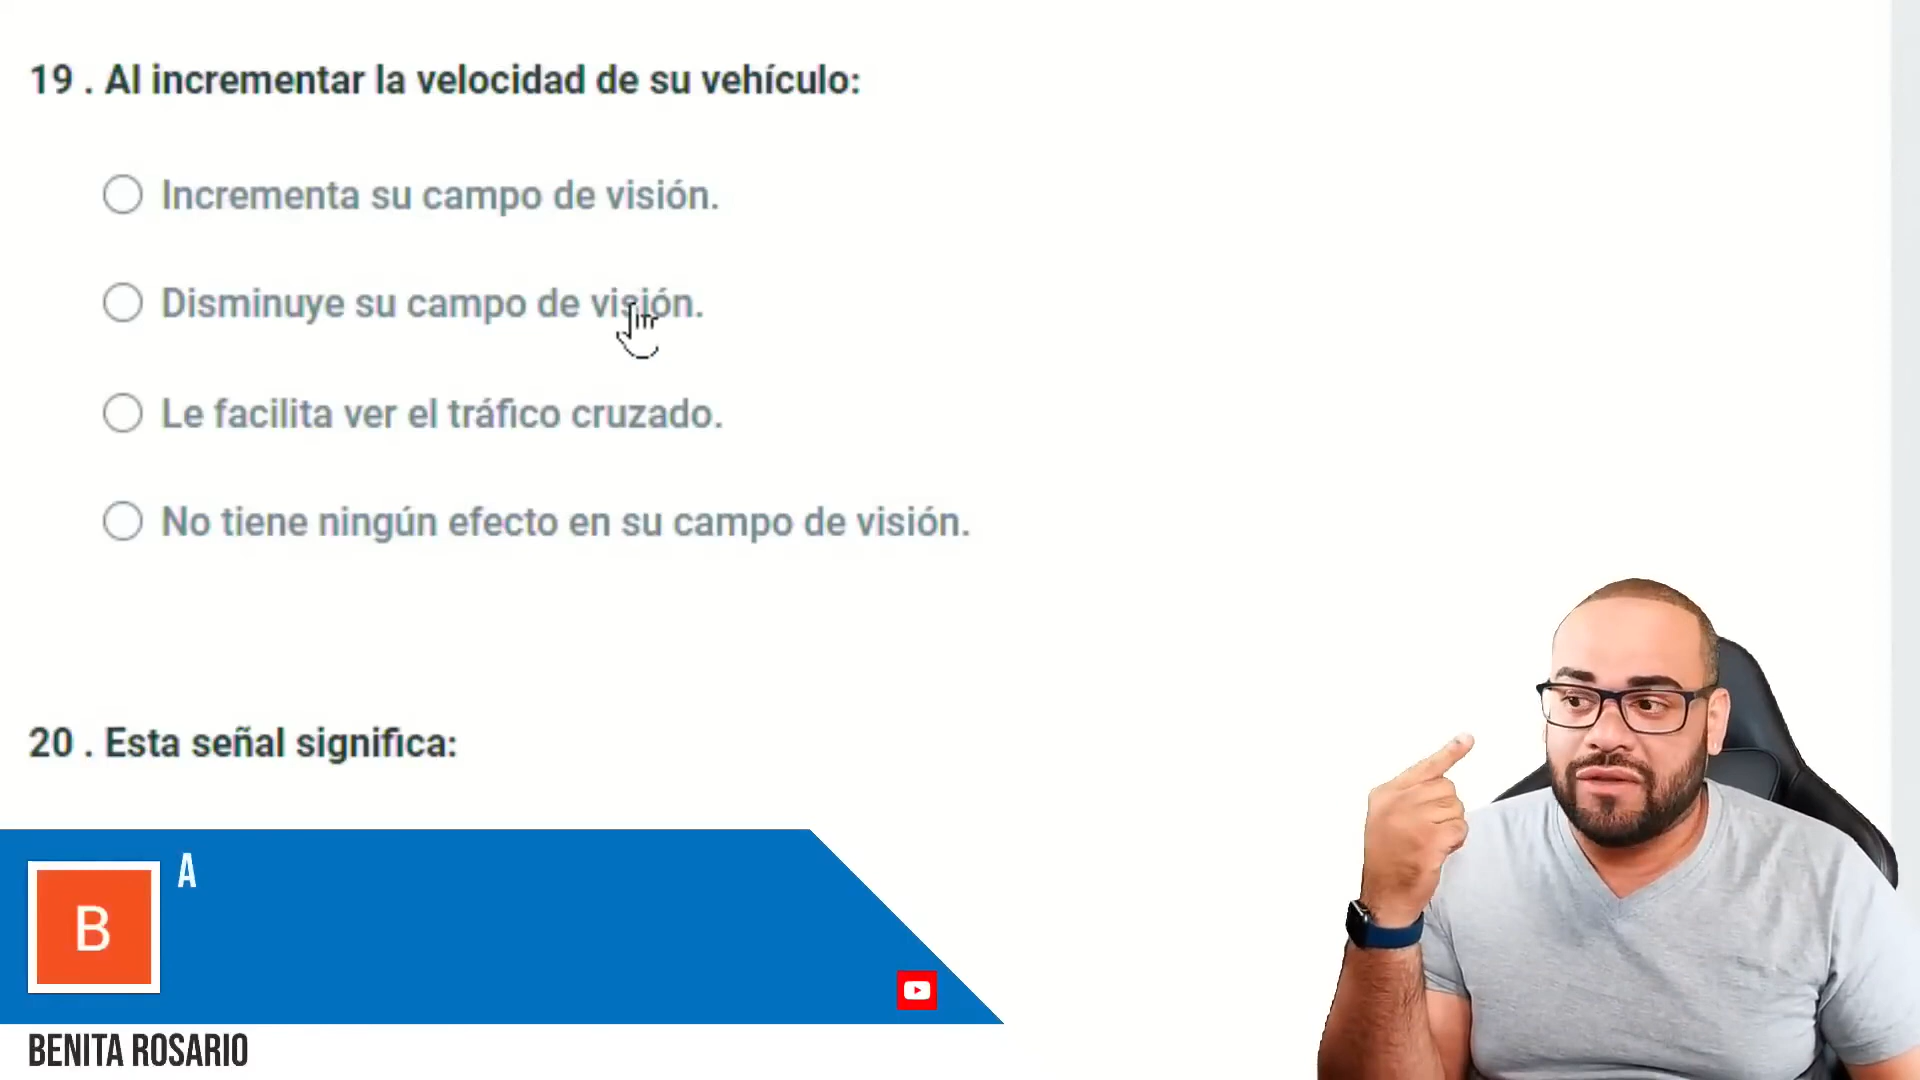 19 . Al incrementar la velocidad de su vehículo:
Incrementa su campo de visión.
Disminuye su campo de visión.
Le facilita ver el tráfico cruzado.
No tiene ningún efecto en su campo de visión.
20 . Esta señal significa:
A
B
BENITA ROSARIO